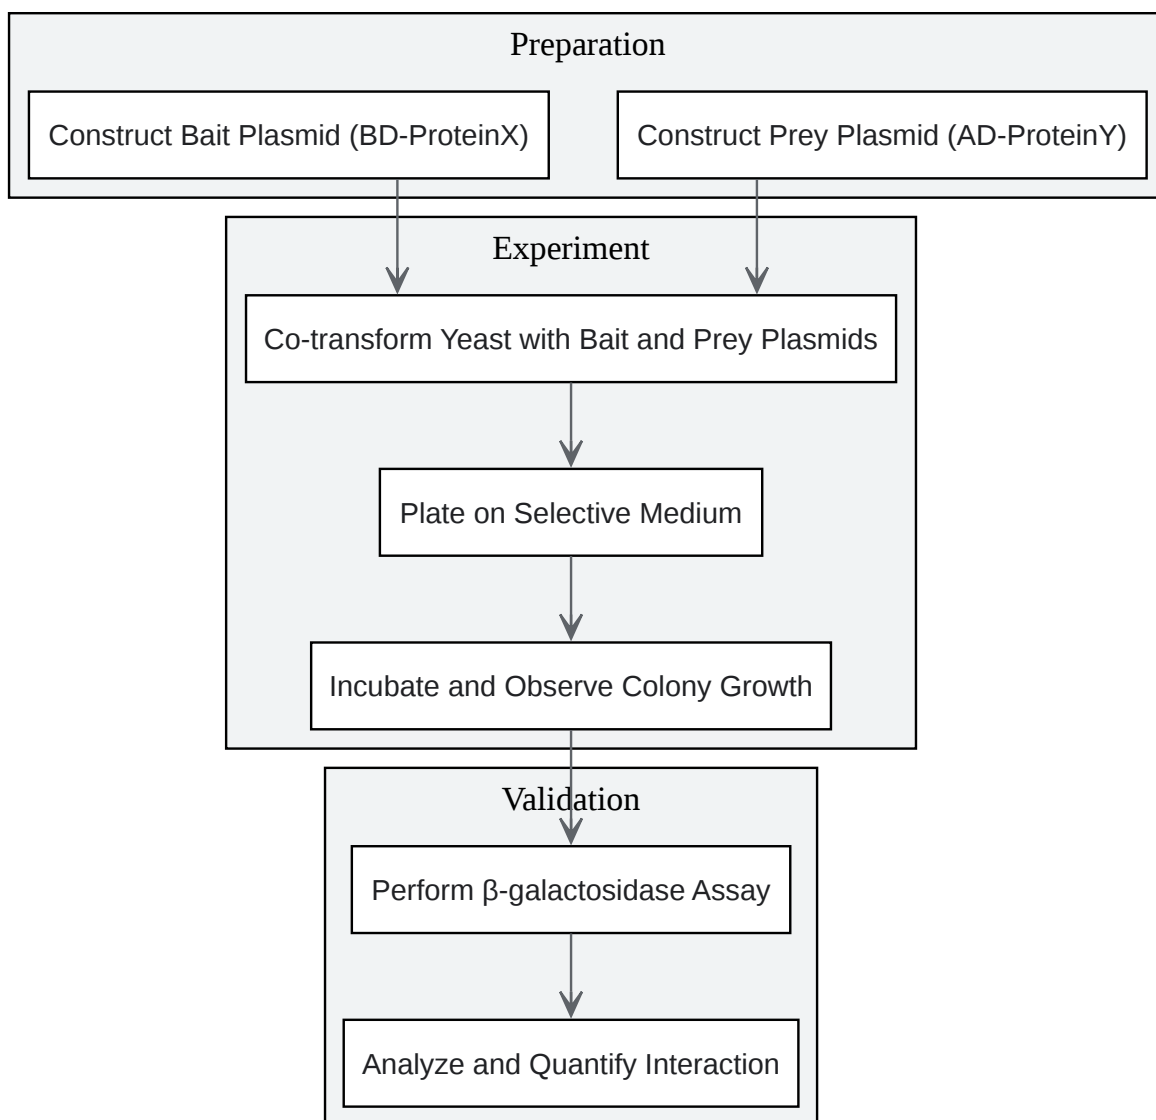 Preparation
Construct Bait Plasmid (BD-ProteinX)
Construct Prey Plasmid (AD-ProteinY)
Experiment
Co-transform Yeast with Bait and Prey Plasmids
Plate on Selective Medium
Incubate and Observe Colony Growth
Validation
Perform β-galactosidase Assay
Analyze and Quantify Interaction